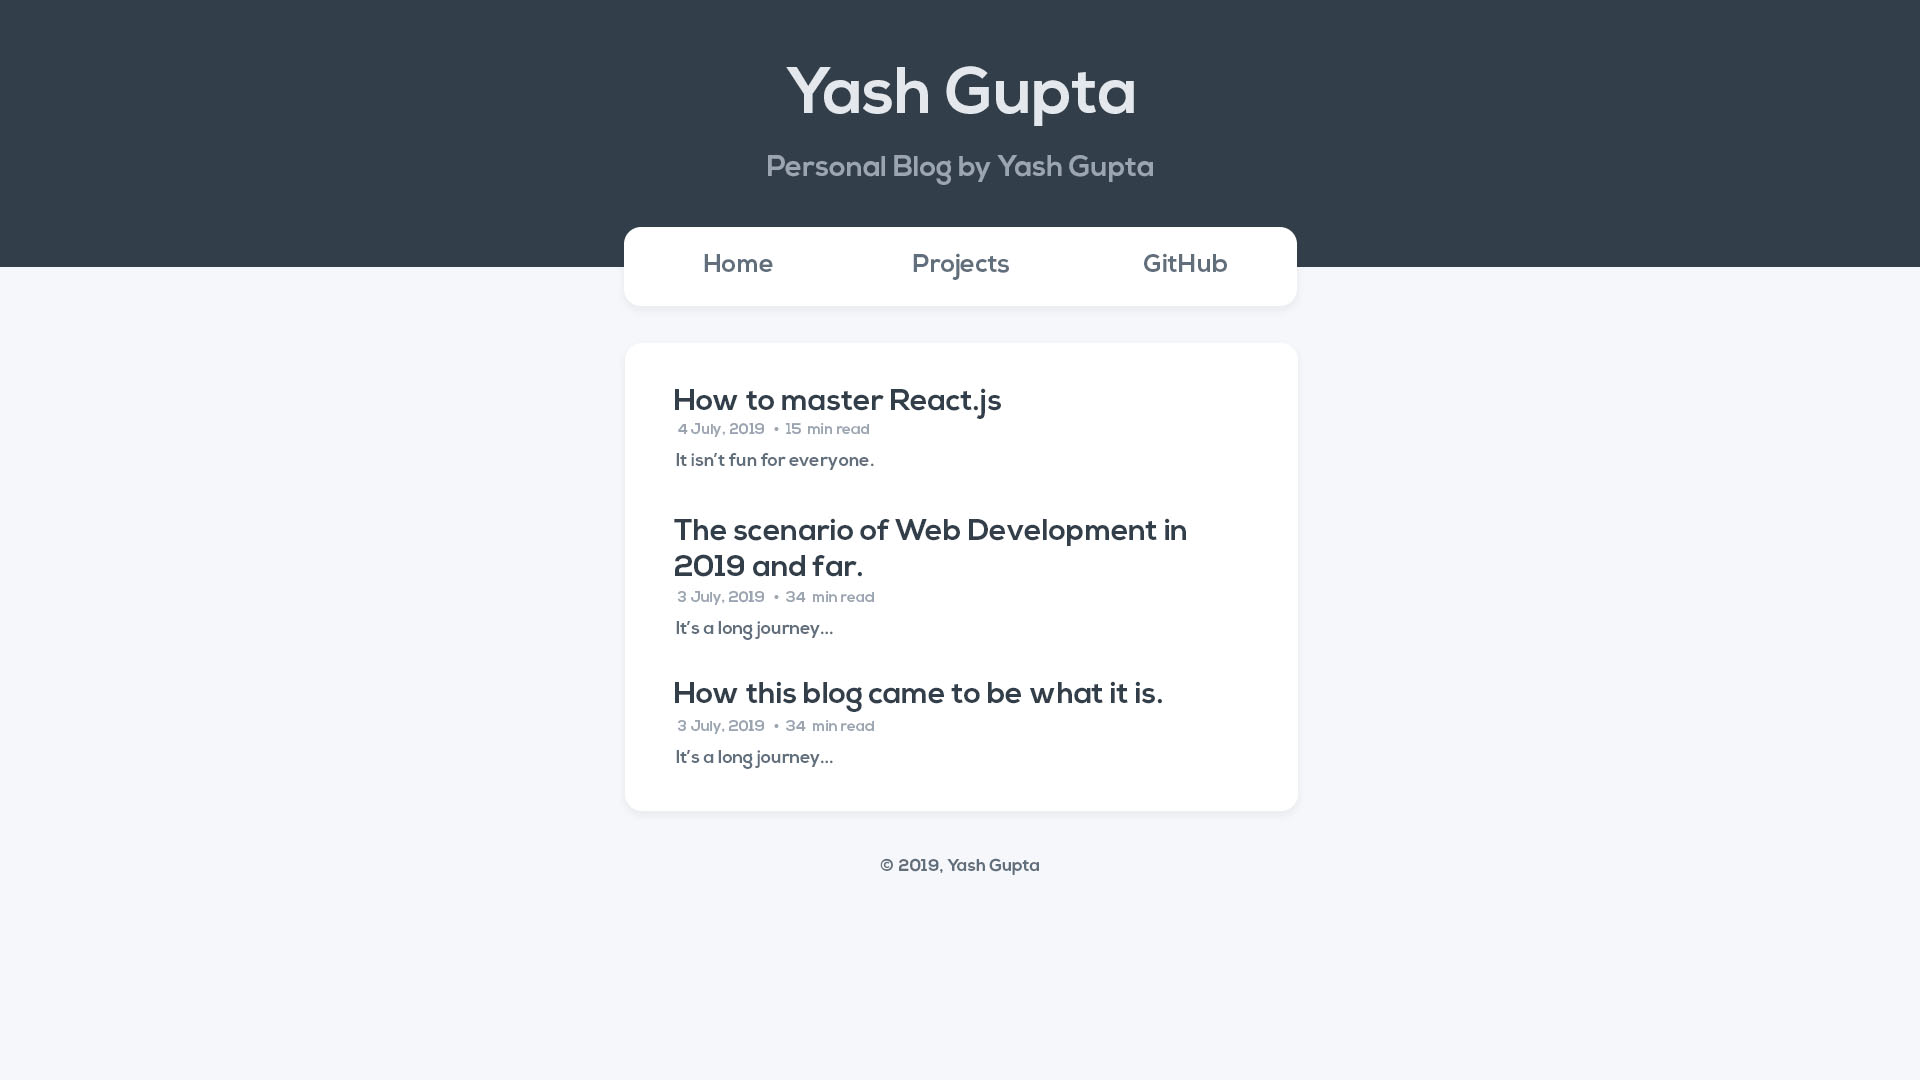 Yash Gupta
Personal Blog by Yash Gupta
Home Projects GitHub
How to master React.js
4 July, 2019 • 15 min read
It isn't fun for everyone.
The scenario of Web Development in
2019 and far.
3 July, 2019 • 34 min read
It's a long journey...
How this blog came to be what it is.
3 July, 2019 • 34 min read
It's a long journey...
© 2019, Yash Gupta